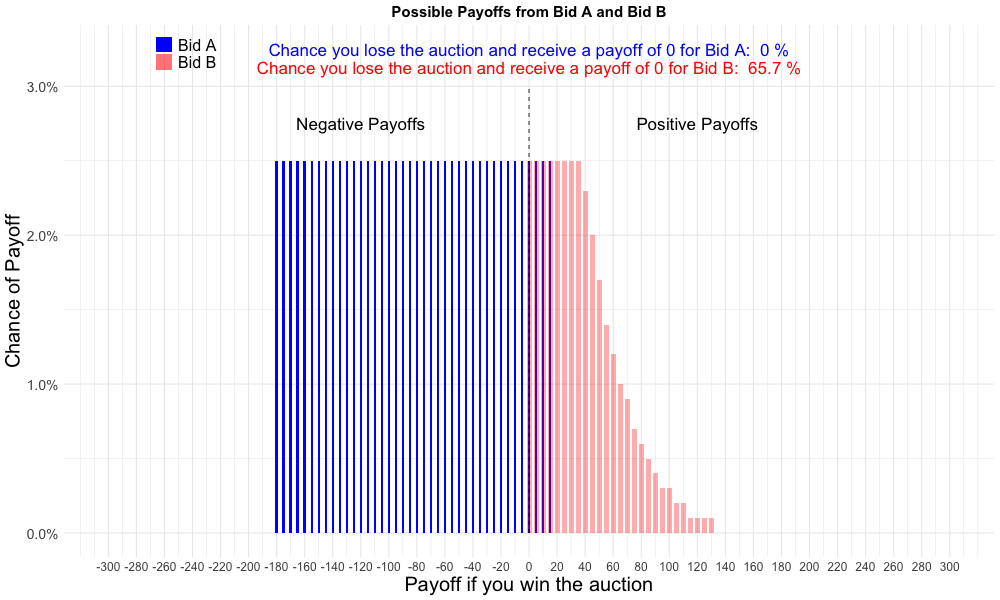 Possible Payoffs from Bid A and Bid B
Bid A
Bid B
Chance you lose the auction and receive a payoff of 0 for Bid A:  0 %
Chance you lose the auction and receive a payoff of 0 for Bid B:  65.7 %
Negative Payoffs
Positive Payoffs
Chance of Payoff
3.0%
2.0%
1.0%
0.0%
-300 -280 -260 -240 -220 -200 -180 -160 -140 -120 -100 -80 -60 -40 -20 0 20 40 60 80 100 120 140 160 180 200 220 240 260 280 300
Payoff if you win the auction